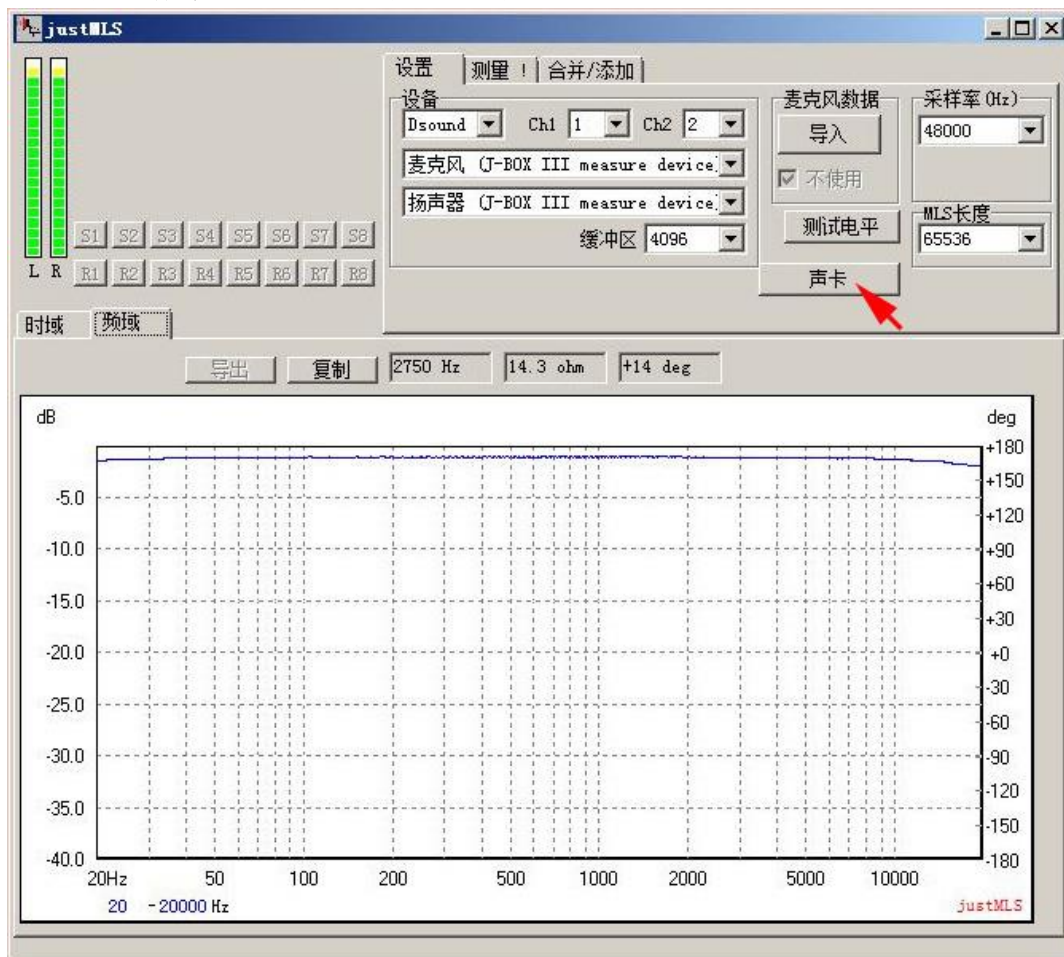 justMLS
设置 测量 ! 合并/添加
设备 麦克风数据 采样率(Hz)
Dsound Ch1 1 Ch2 2 导入 48000
麦克风 (J-BOX III measure device)
不使用
扬声器 (J-BOX III measure device)
测试电平 MLS长度
缓冲区 4096 65536
S1 S2 S3 S4 S5 S6 S7 S8
L R R1 R2 R3 R4 R5 R6 R7 R8
声卡
时域 频域
导出 复制 2750 Hz 14.3 ohm +14 deg
dB deg
+180
+150
-5.0
+120
-10.0 +90
+60
-15.0
+30
-20.0 +0
-30
-25.0
-60
-30.0 -90
-120
-35.0
-150
-40.0 -180
20Hz 50 100 200 500 1000 2000 5000 10000
20 -20000 Hz justMLS